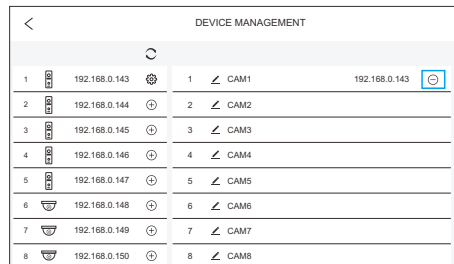 DEVICE MANAGEMENT
1 192.168.0.143 1 CAM1 192.168.0.143
2 192.168.0.144 2 CAM2
3 192.168.0.145 3 CAM3
4 192.168.0.146 4 CAM4
5 192.168.0.147 5 CAM5
6 192.168.0.148 6 CAM6
7 192.168.0.149 7 CAM7
8 192.168.0.150 8 CAM8